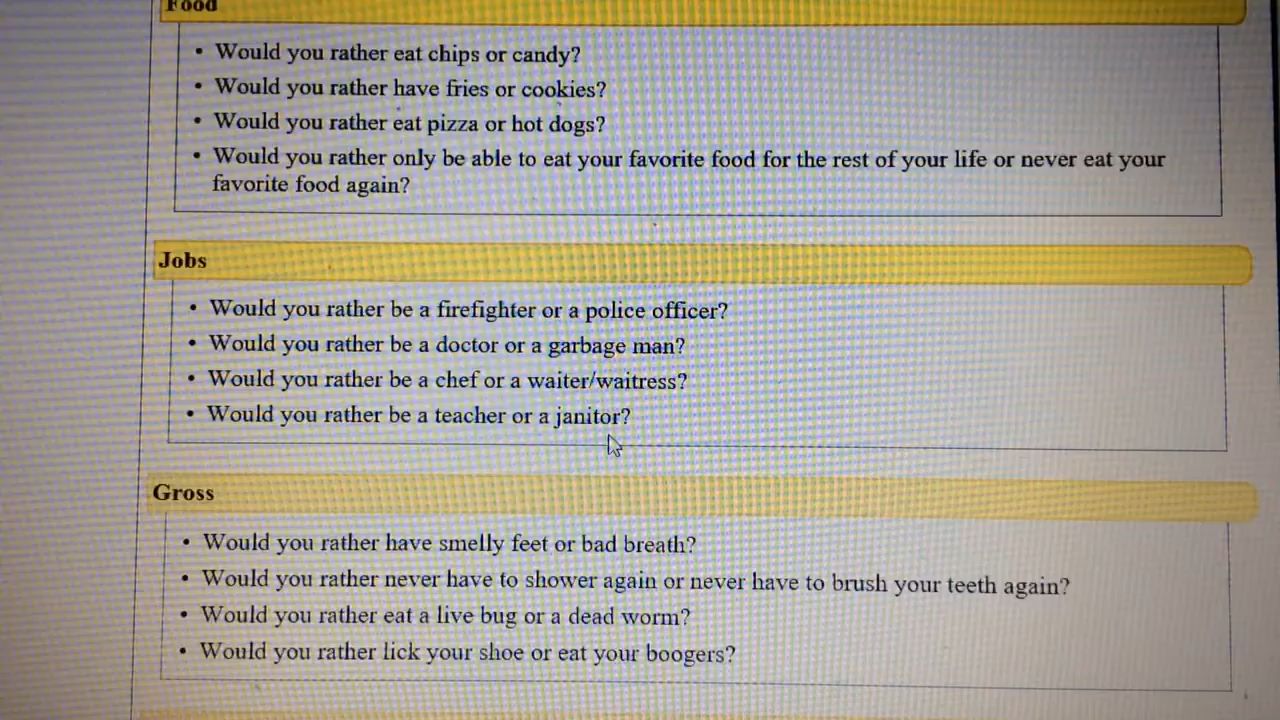 Food
• Would you rather eat chips or candy?
• Would you rather have fries or cookies?
• Would you rather eat pizza or hot dogs?
• Would you rather only be able to eat your favorite food for the rest of your life or never eat your
favorite food again?
Jobs
• Would you rather be a firefighter or a police officer?
• Would you rather be a doctor or a garbage man?
• Would you rather be a chef or a waiter/waitress?
• Would you rather be a teacher or a janitor?
Gross
• Would you rather have smelly feet or bad breath?
• Would you rather never have to shower again or never have to brush your teeth again?
• Would you rather eat a live bug or a dead worm?
• Would you rather lick your shoe or eat your boogers?